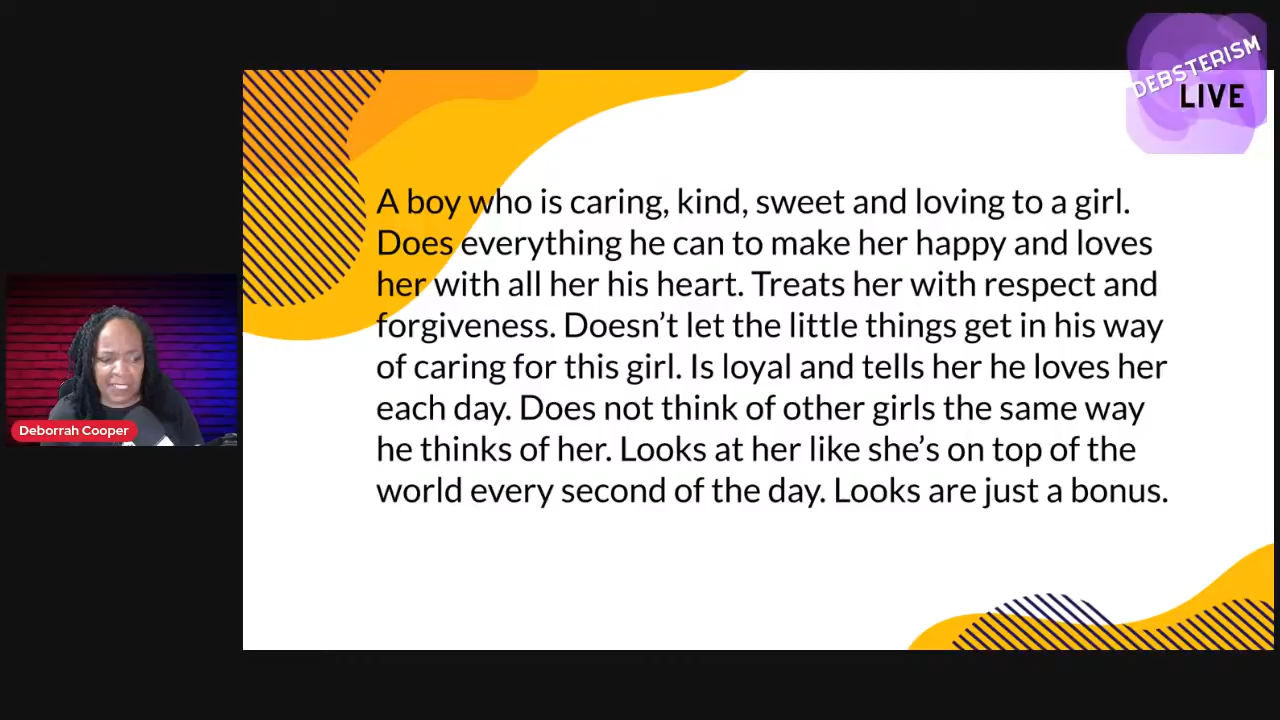 DEBSTERISM
LIVE
A boy who is caring, kind, sweet and loving to a girl.
Does everything he can to make her happy and loves
her with all her his heart. Treats her with respect and
forgiveness. Doesn’t let the little things get in his way
of caring for this girl. Is loyal and tells her he loves her
each day. Does not think of other girls the same way
he thinks of her. Looks at her like she’s on top of the
world every second of the day. Looks are just a bonus.
Deborrah Cooper